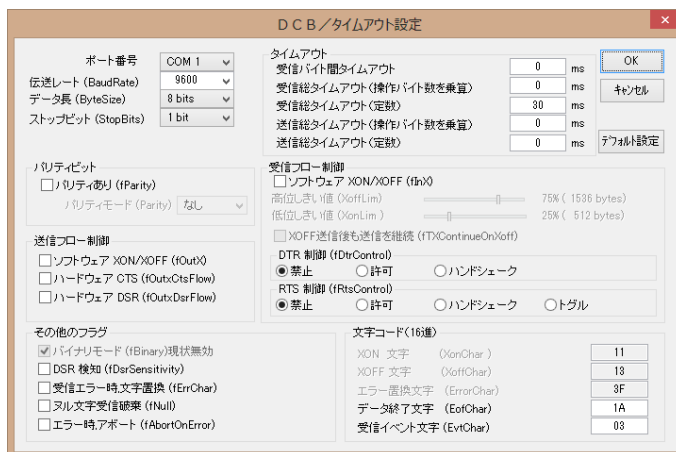 DCB／タイムアウト設定
ポート番号 COM 1
伝送レート (BaudRate) 9600
データ長 (ByteSize) 8 bits
ストップビット (StopBits) 1 bit
タイムアウト
受信バイト間タイムアウト 0 ms
受信総タイムアウト(操作バイト数を乗算) 0 ms
受信総タイムアウト(定数) 30 ms
送信総タイムアウト(操作バイト数を乗算) 0 ms
送信総タイムアウト(定数) 0 ms
OK
キャンセル
デフォルト設定
パリティビット
パリティあり (fParity)
パリティモード (Parity) なし
送信フロー制御
ソフトウェア XON/XOFF (fOutX)
ハードウェア CTS (fOutxCtsFlow)
ハードウェア DSR (fOutxDsrFlow)
受信フロー制御
ソフトウェア XON/XOFF (fInX)
高位しきい値 (XoffLim) 75% ( 1536 bytes)
低位しきい値 (XonLim ) 25% ( 512 bytes)
XOFF送信後も送信を継続 (fTXContinueOnXoff)
DTR 制御 (fDtrControl)
禁止 許可 ハンドシェーク
RTS 制御 (fRtsControl)
禁止 許可 ハンドシェーク トグル
その他のフラグ
バイナリモード (fBinary)現状無効
DSR 検知 (fDsrSensitivity)
受信エラー時,文字置換 (fErrChar)
ヌル文字受信破棄 (fNull)
エラー時,アボート (fAbortOnError)
文字コード(16進)
XON 文字 (XonChar ) 11
XOFF 文字 (XoffChar) 13
エラー置換文字 (ErrorChar) 3F
データ終了文字 (EofChar) 1A
受信イベント文字 (EvtChar) 03